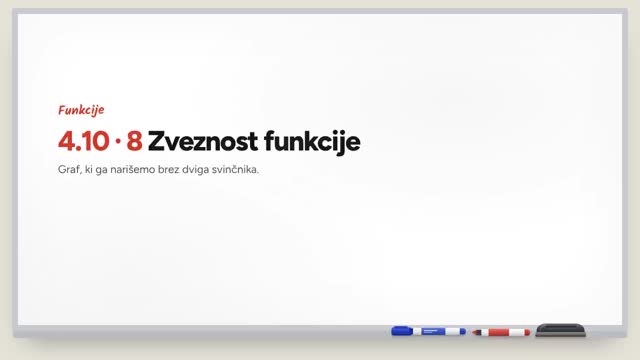 Funkcije
4.10 · 8 Zveznost funkcije
Graf, ki ga narišemo brez dviga svinčnika.